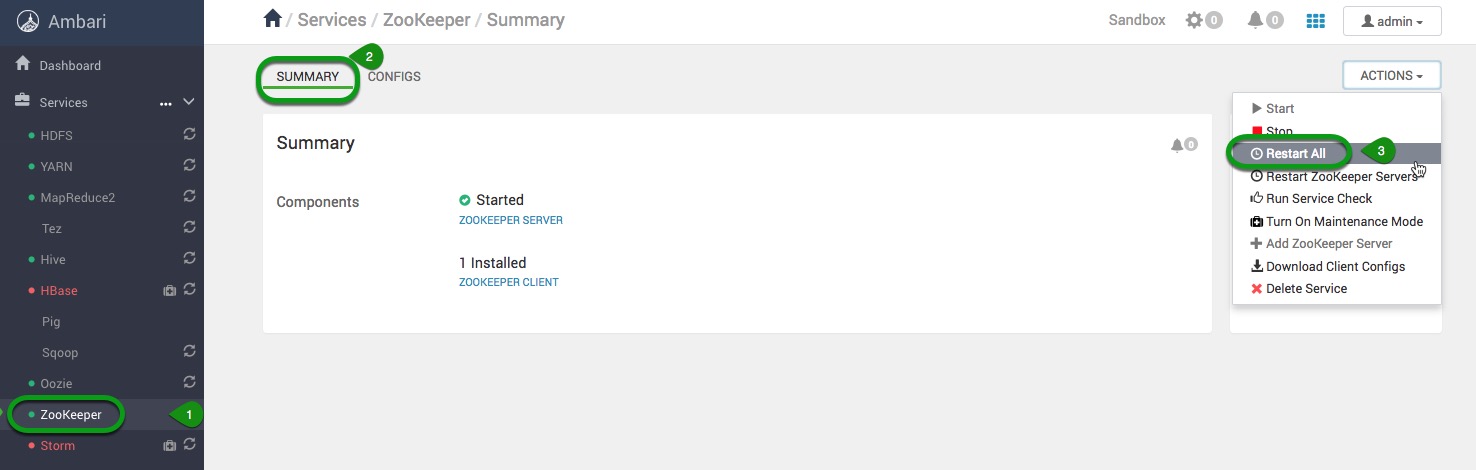 Ambari
Dashboard
Services
HDFS
YARN
MapReduce2
Tez
Hive
HBase
Pig
Sqoop
Oozie
ZooKeeper 1
Storm
/ Services / ZooKeeper / Summary
Sandbox 0 0 admin
2
SUMMARY CONFIGS
ACTIONS
Summary
0
Components
Started
ZOOKEEPER SERVER
1 Installed
ZOOKEEPER CLIENT
Start
Stop
Restart All 3
Restart ZooKeeper Servers
Run Service Check
Turn On Maintenance Mode
Add ZooKeeper Server
Download Client Configs
Delete Service